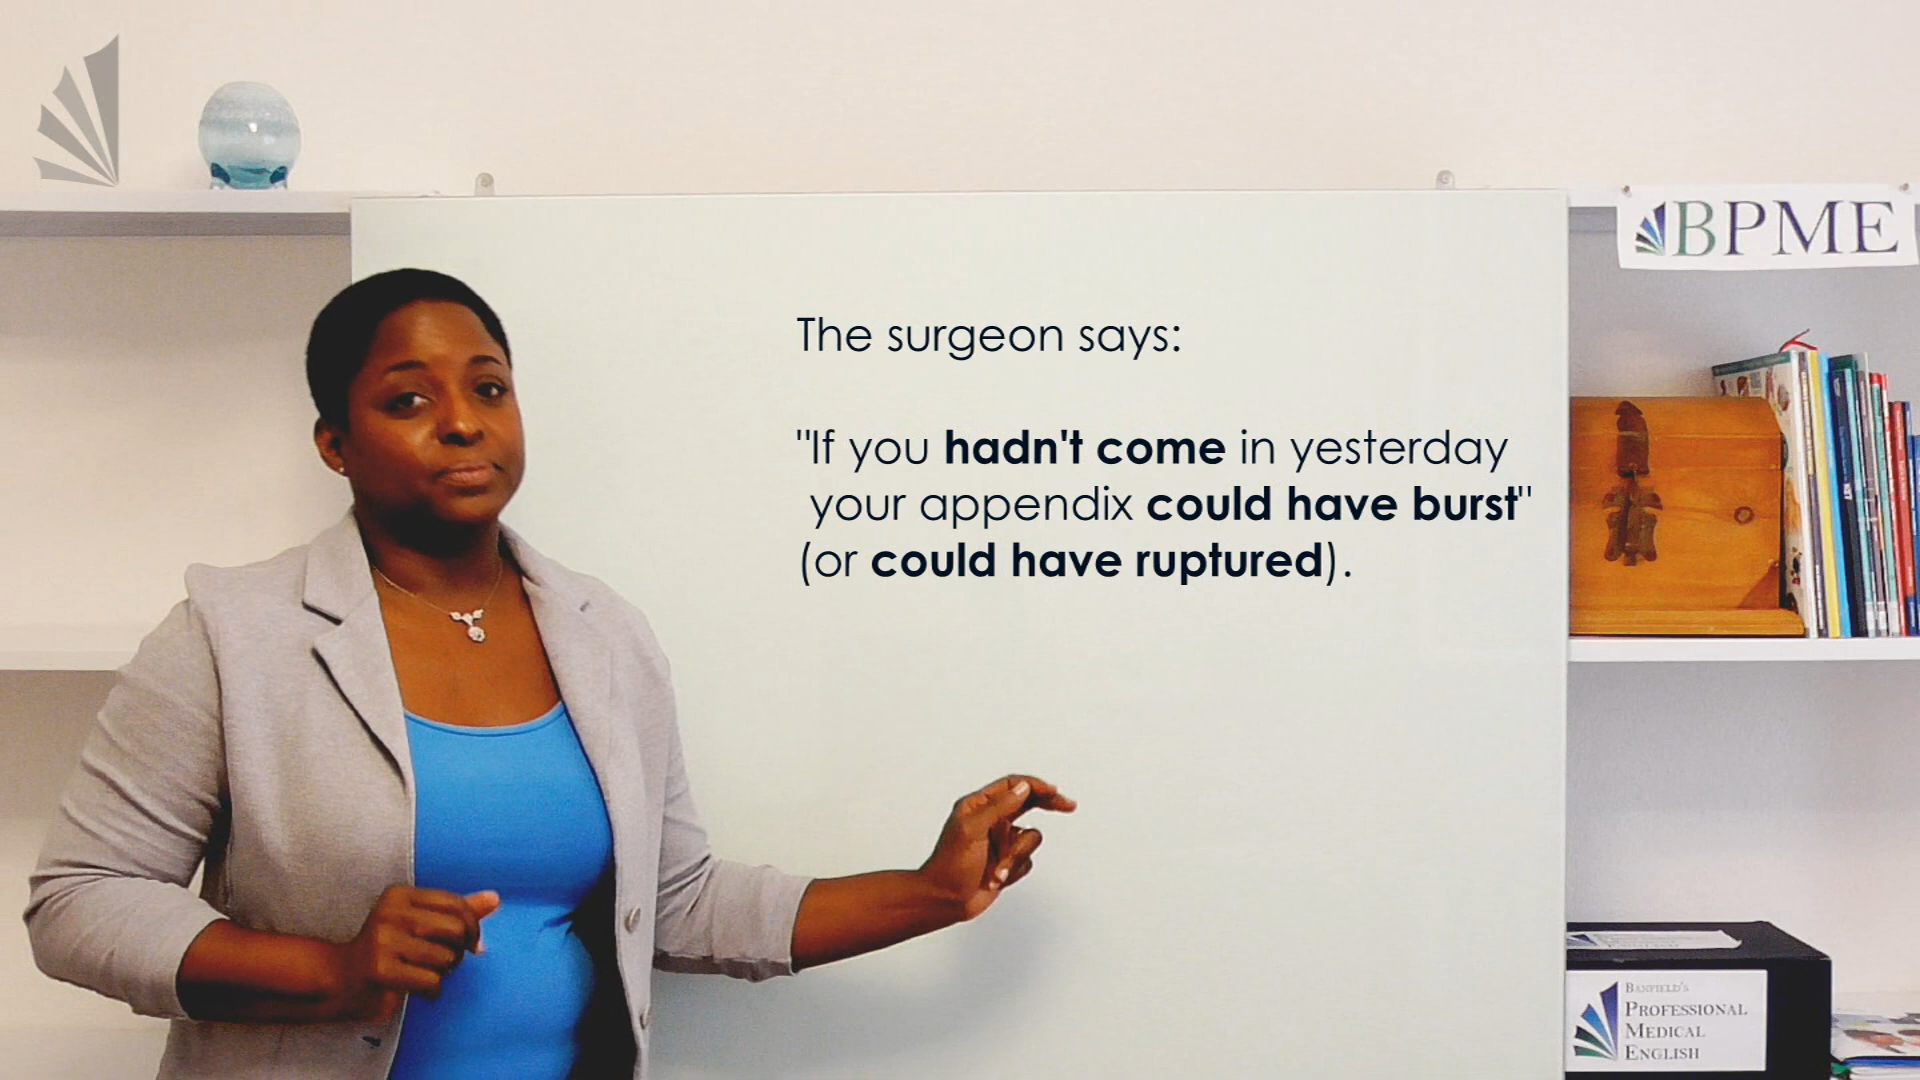 BPME
The surgeon says:
"If you hadn't come in yesterday
your appendix could have burst"
(or could have ruptured).
BANFIELD'S
PROFESSIONAL
MEDICAL
ENGLISH